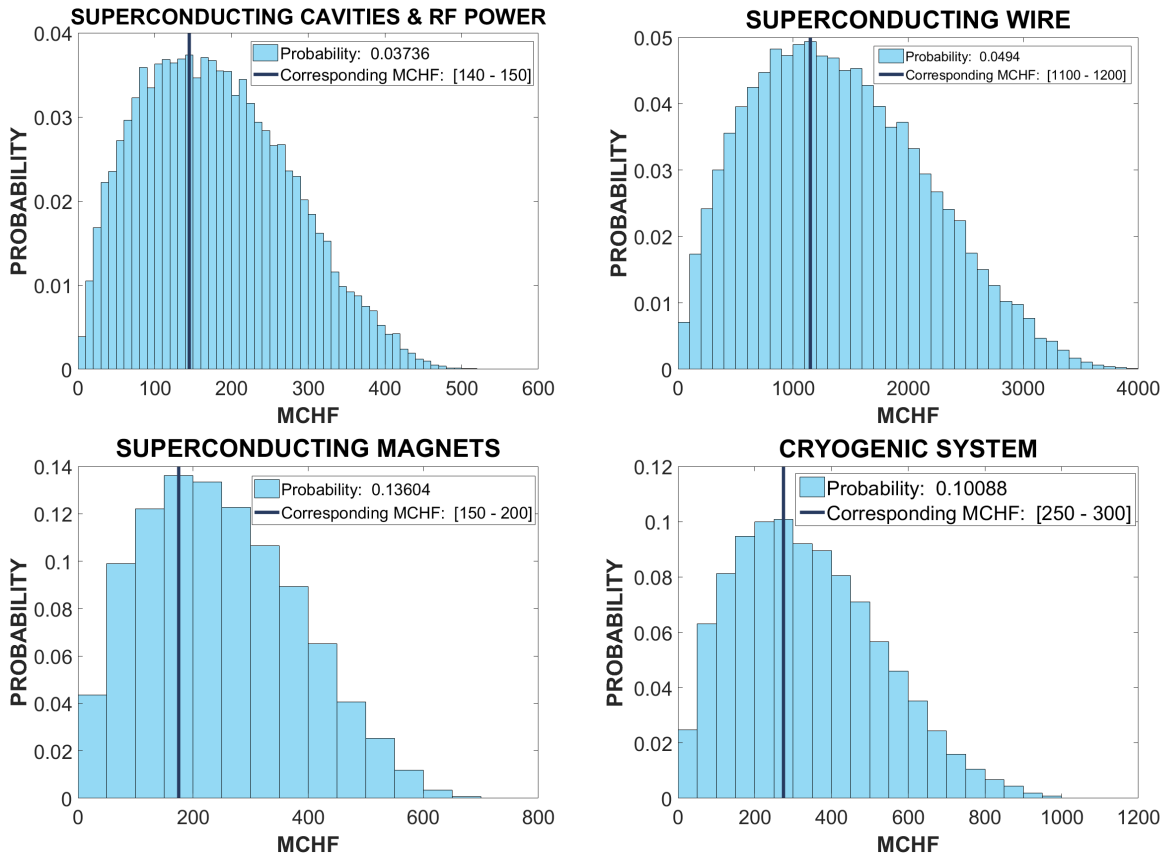 SUPERCONDUCTING CAVITIES & RF POWER
0.04
0.03
0.02
0.01
0
PROBABILITY
Probability: 0.03736
Corresponding MCHF: [140 - 150]
0 100 200 300 400 500 600
MCHF
SUPERCONDUCTING WIRE
0.05
0.04
0.03
0.02
0.01
0
PROBABILITY
Probability: 0.0494
Corresponding MCHF: [1100 - 1200]
0 1000 2000 3000 4000
MCHF
SUPERCONDUCTING MAGNETS
0.14
0.12
0.1
0.08
0.06
0.04
0.02
0
PROBABILITY
Probability: 0.13604
Corresponding MCHF: [150 - 200]
0 200 400 600 800
MCHF
CRYOGENIC SYSTEM
0.12
0.1
0.08
0.06
0.04
0.02
0
PROBABILITY
Probability: 0.10088
Corresponding MCHF: [250 - 300]
0 200 400 600 800 1000 1200
MCHF